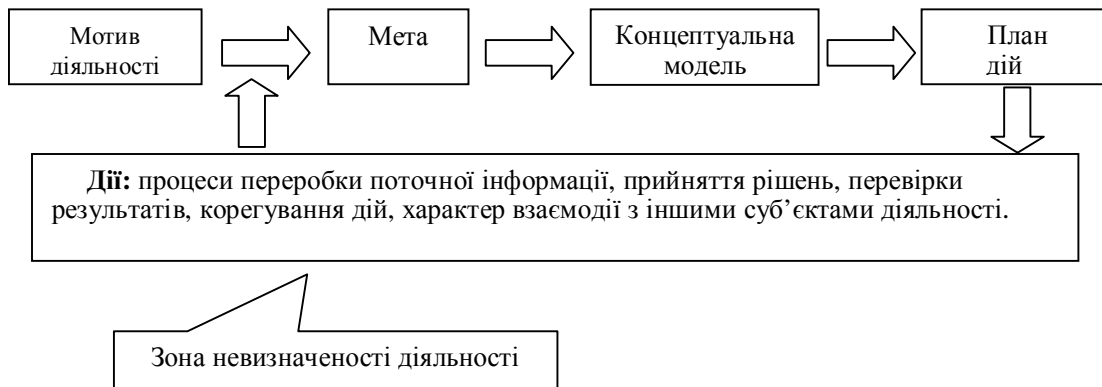 Мотив
діяльності
Мета
Концептуальна
модель
План
дій
Дії: процеси переробки поточної інформації, прийняття рішень, перевірки
результатів, корегування дій, характер взаємодії з іншими суб’єктами діяльності.
Зона невизначеності діяльності